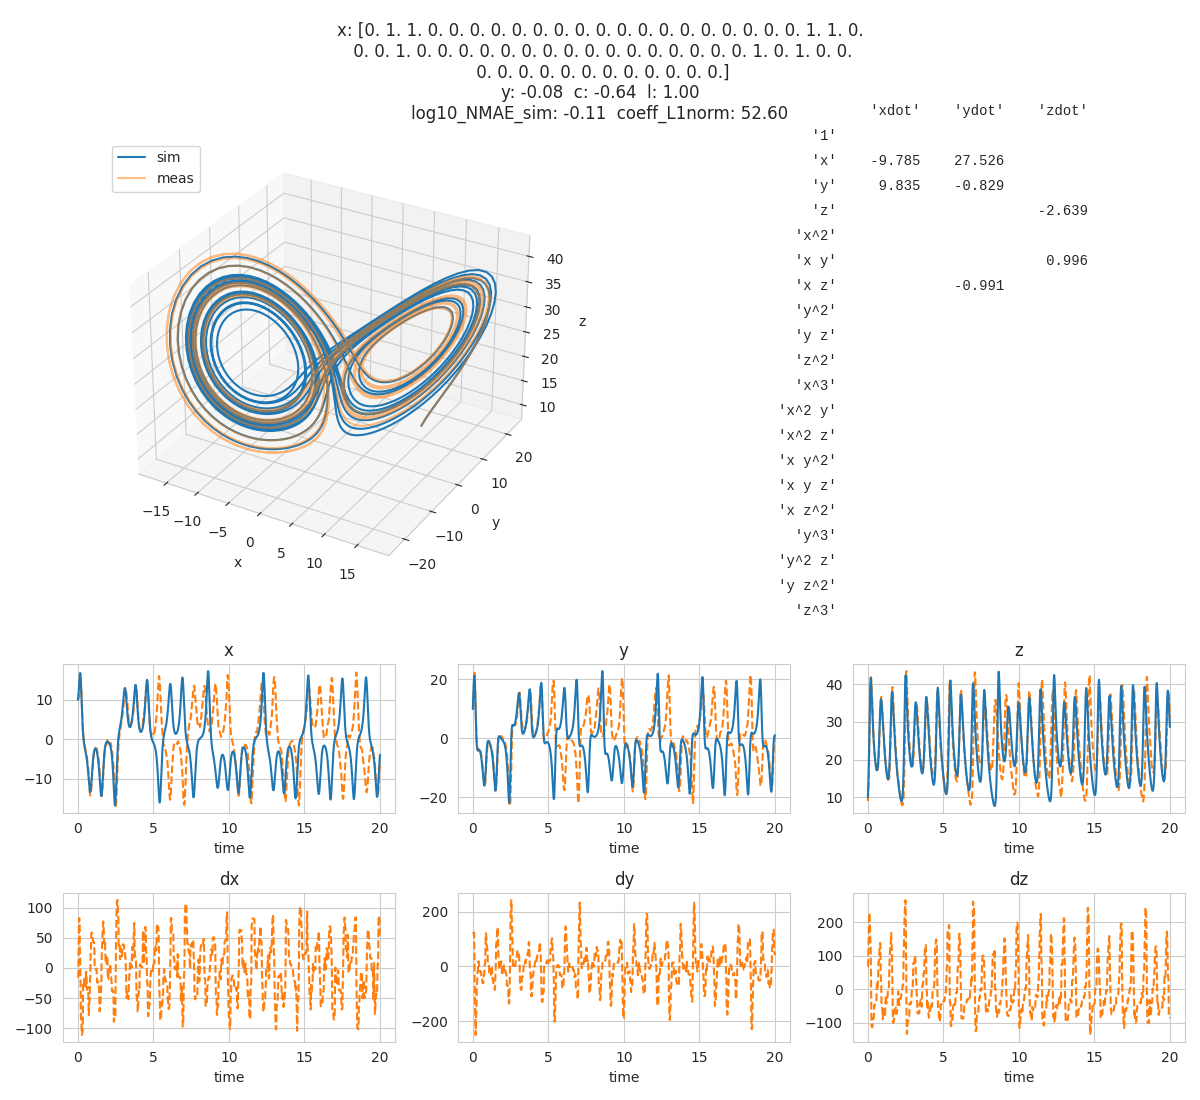 x: [0. 1. 1. 0. 0. 0. 0. 0. 0. 0. 0. 0. 0. 0. 0. 0. 0. 0. 0. 0. 0. 1. 1. 0.
0. 0. 1. 0. 0. 0. 0. 0. 0. 0. 0. 0. 0. 0. 0. 0. 0. 0. 0. 1. 0. 1. 0. 0.
0. 0. 0. 0. 0. 0. 0. 0. 0. 0. 0. 0.]
y: -0.08 c: -0.64 l: 1.00
log10_NMAE_sim: -0.11 coeff_L1norm: 52.60
'xdot' 'ydot' 'zdot'
'1'
'x' -9.785 27.526
'y' 9.835 -0.829
'z' -2.639
'x^2'
'x y' 0.996
'x z' -0.991
'y^2'
'y z'
'z^2'
'x^3'
'x^2 y'
'x^2 z'
'x y^2'
'x y z'
'x z^2'
'y^3'
'y^2 z'
'y z^2'
'z^3'
sim
meas
40
35
30
25
20
15
10
z
20
10
0
−10
−20
y
−15
−10
−5
0
5
10
15
x
x
10
0
−10
0 5 10 15 20
time
y
20
0
−20
0 5 10 15 20
time
z
40
30
20
10
0 5 10 15 20
time
dx
100
50
0
−50
−100
0 5 10 15 20
time
dy
200
0
−200
0 5 10 15 20
time
dz
200
100
0
−100
0 5 10 15 20
time